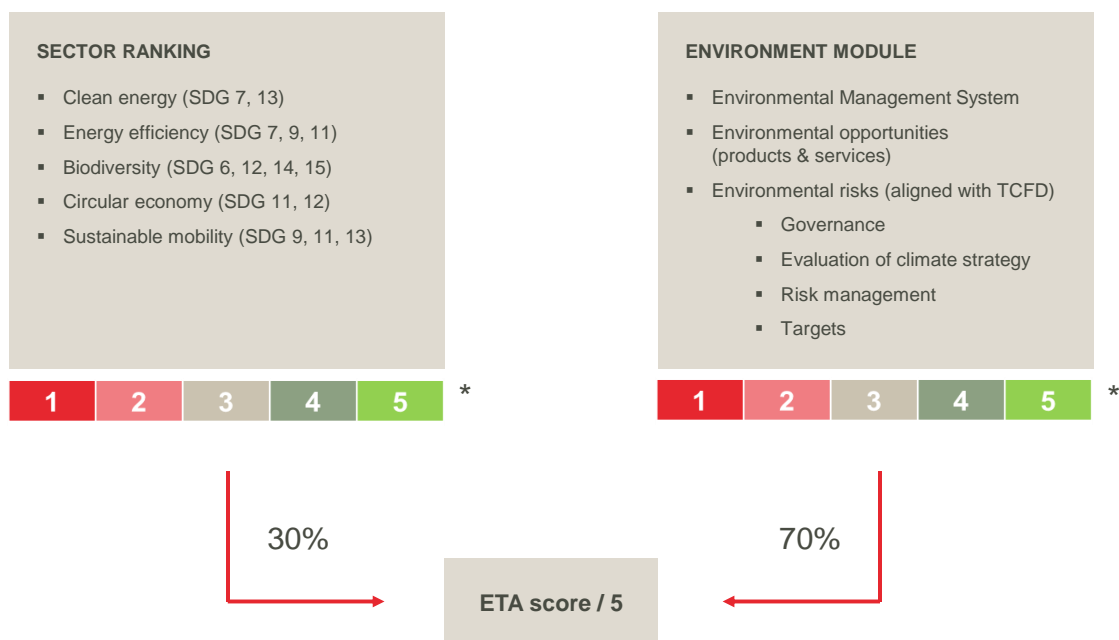 SECTOR RANKING
▪ Clean energy (SDG 7, 13)
▪ Energy efficiency (SDG 7, 9, 11)
▪ Biodiversity (SDG 6, 12, 14, 15)
▪ Circular economy (SDG 11, 12)
▪ Sustainable mobility (SDG 9, 11, 13)
1 2 3 4 5 *
ENVIRONMENT MODULE
▪ Environmental Management System
▪ Environmental opportunities
(products & services)
▪ Environmental risks (aligned with TCFD)
▪ Governance
▪ Evaluation of climate strategy
▪ Risk management
▪ Targets
1 2 3 4 5 *
30%
70%
ETA score / 5